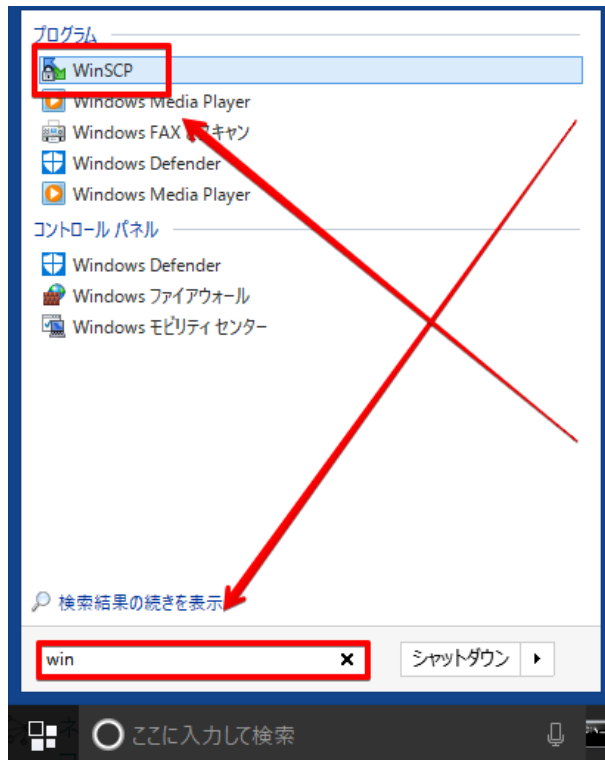 プログラム
WinSCP
Windows Media Player
Windows FAX とスキャン
Windows Defender
Windows Media Player
コントロール パネル
Windows Defender
Windows ファイアウォール
Windows モビリティ センター
検索結果の続きを表示
win
シャットダウン
ここに入力して検索